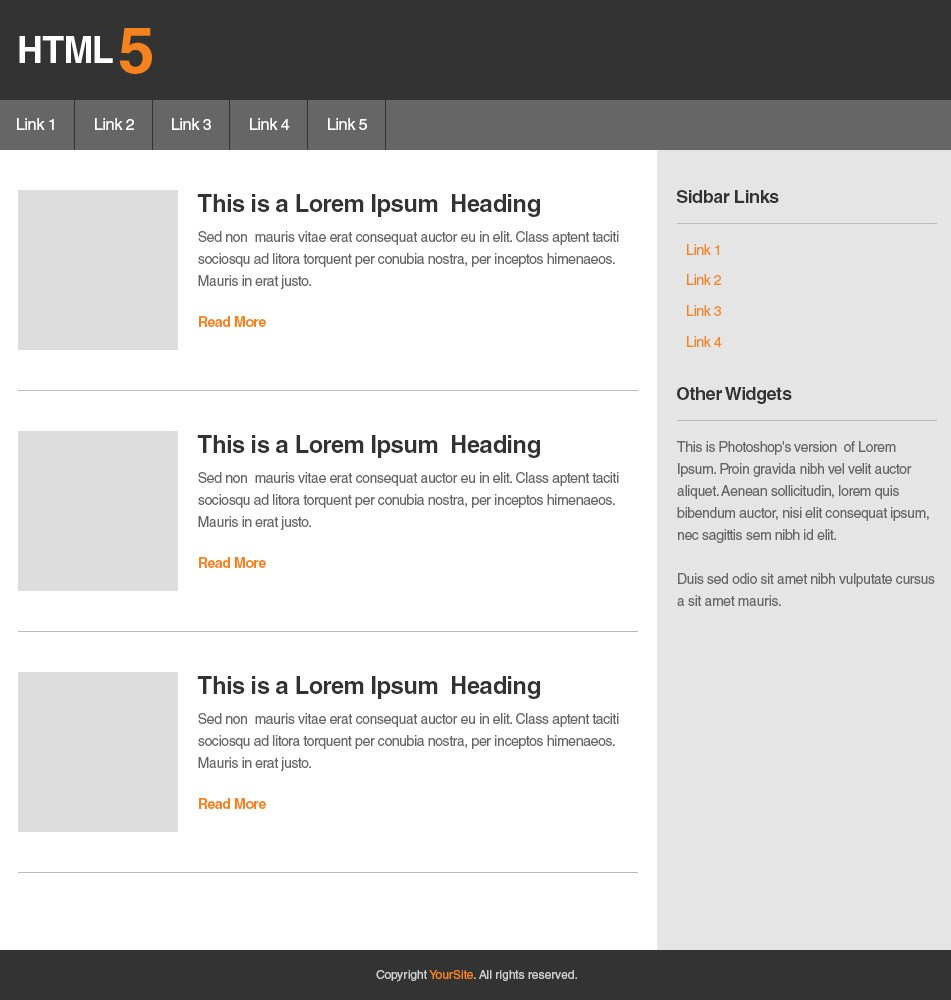 HTML 5
Link 1 Link 2 Link 3 Link 4 Link 5
This is a Lorem Ipsum  Heading
Sed non  mauris vitae erat consequat auctor eu in elit. Class aptent taciti
sociosqu ad litora torquent per conubia nostra, per inceptos himenaeos.
Mauris in erat justo.
Read More
This is a Lorem Ipsum  Heading
Sed non  mauris vitae erat consequat auctor eu in elit. Class aptent taciti
sociosqu ad litora torquent per conubia nostra, per inceptos himenaeos.
Mauris in erat justo.
Read More
This is a Lorem Ipsum  Heading
Sed non  mauris vitae erat consequat auctor eu in elit. Class aptent taciti
sociosqu ad litora torquent per conubia nostra, per inceptos himenaeos.
Mauris in erat justo.
Read More
Sidbar Links
Link 1
Link 2
Link 3
Link 4
Other Widgets
This is Photoshop's version  of Lorem
Ipsum. Proin gravida nibh vel velit auctor
aliquet. Aenean sollicitudin, lorem quis
bibendum auctor, nisi elit consequat ipsum,
nec sagittis sem nibh id elit.
Duis sed odio sit amet nibh vulputate cursus
a sit amet mauris.
Copyright YourSite. All rights reserved.